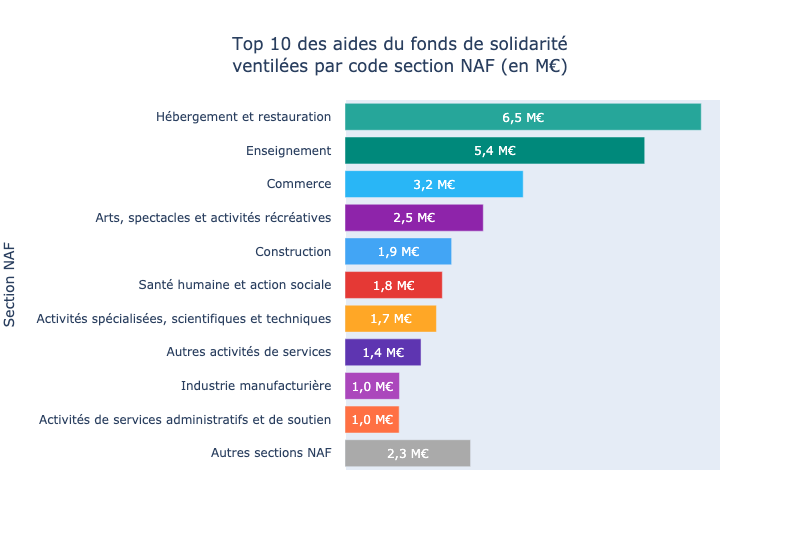 Top 10 des aides du fonds de solidarité
ventilées par code section NAF (en M€)
Section NAF
Hébergement et restauration 6,5 M€
Enseignement 5,4 M€
Commerce 3,2 M€
Arts, spectacles et activités récréatives 2,5 M€
Construction 1,9 M€
Santé humaine et action sociale 1,8 M€
Activités spécialisées, scientifiques et techniques 1,7 M€
Autres activités de services 1,4 M€
Industrie manufacturière 1,0 M€
Activités de services administratifs et de soutien 1,0 M€
Autres sections NAF 2,3 M€